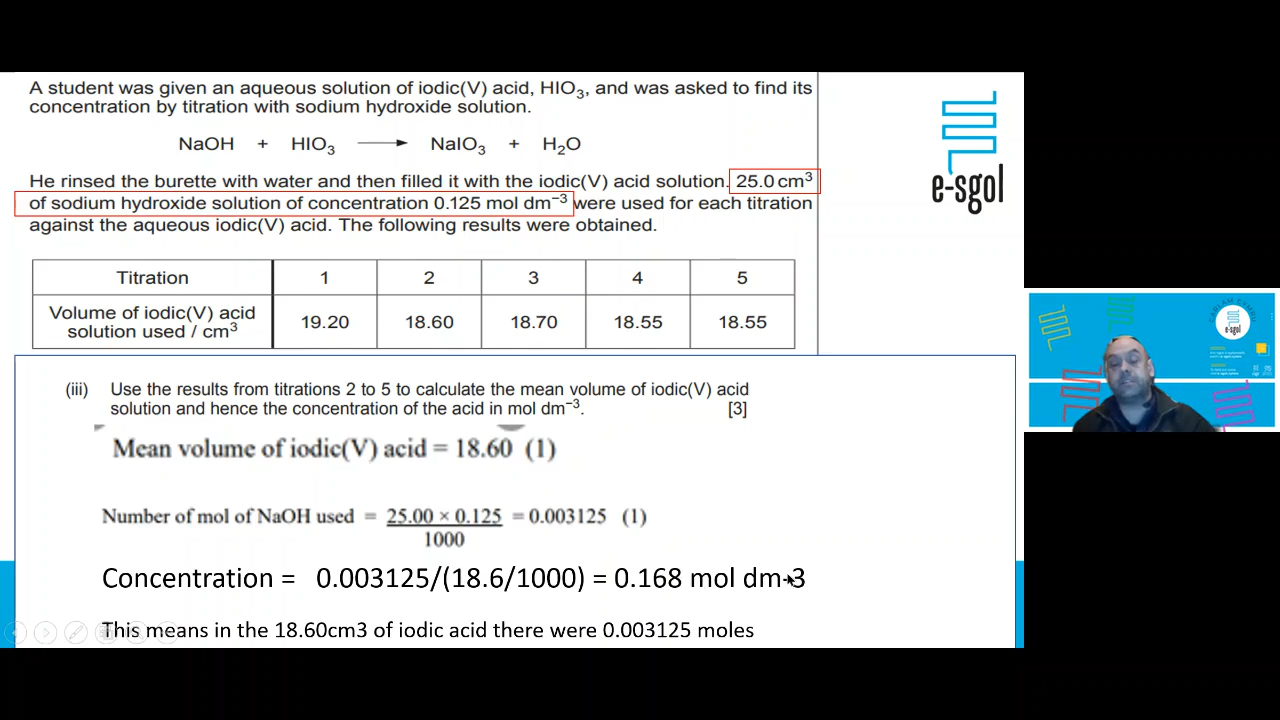 A student was given an aqueous solution of iodic(V) acid, HIO₃, and was asked to find its
concentration by titration with sodium hydroxide solution.
NaOH + HIO₃ ⟶ NaIO₃ + H₂O
He rinsed the burette with water and then filled it with the iodic(V) acid solution. 25.0 cm³
of sodium hydroxide solution of concentration 0.125 mol dm⁻³ were used for each titration
against the aqueous iodic(V) acid. The following results were obtained.
Titration 1 2 3 4 5
Volume of iodic(V) acid
solution used / cm³ 19.20 18.60 18.70 18.55 18.55
(iii) Use the results from titrations 2 to 5 to calculate the mean volume of iodic(V) acid
solution and hence the concentration of the acid in mol dm⁻³. [3]
Mean volume of iodic(V) acid = 18.60 (1)
Number of mol of NaOH used = 25.00 × 0.125 = 0.003125 (1)
1000
Concentration = 0.003125/(18.6/1000) = 0.168 mol dm-3
This means in the 18.60cm3 of iodic acid there were 0.003125 moles
e-sgol
e-sgol